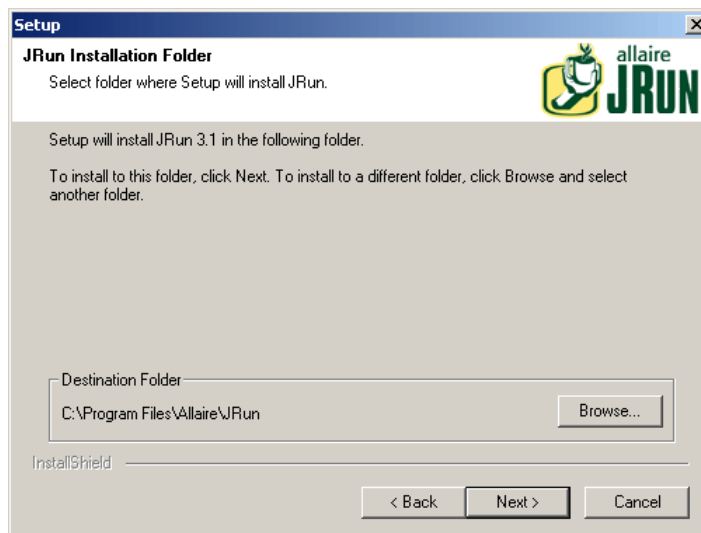 Setup
JRun Installation Folder
Select folder where Setup will install JRun.
allaire
JRUN
Setup will install JRun 3.1 in the following folder.
To install to this folder, click Next. To install to a different folder, click Browse and select
another folder.
Destination Folder
C:\Program Files\Allaire\JRun
Browse...
InstallShield
< Back
Next >
Cancel